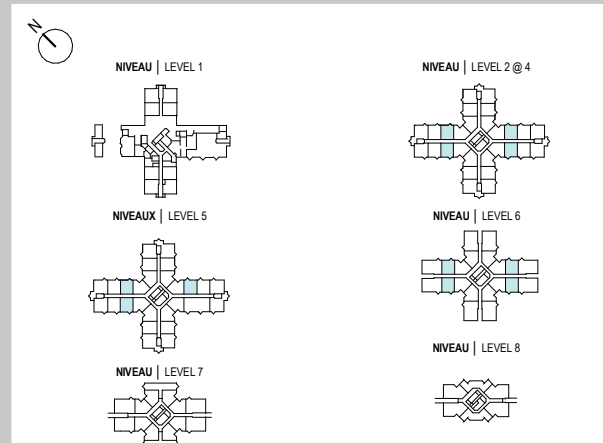 N
NIVEAU | LEVEL 1
NIVEAU | LEVEL 2 @ 4
NIVEAUX | LEVEL 5
NIVEAU | LEVEL 6
NIVEAU | LEVEL 7
NIVEAU | LEVEL 8